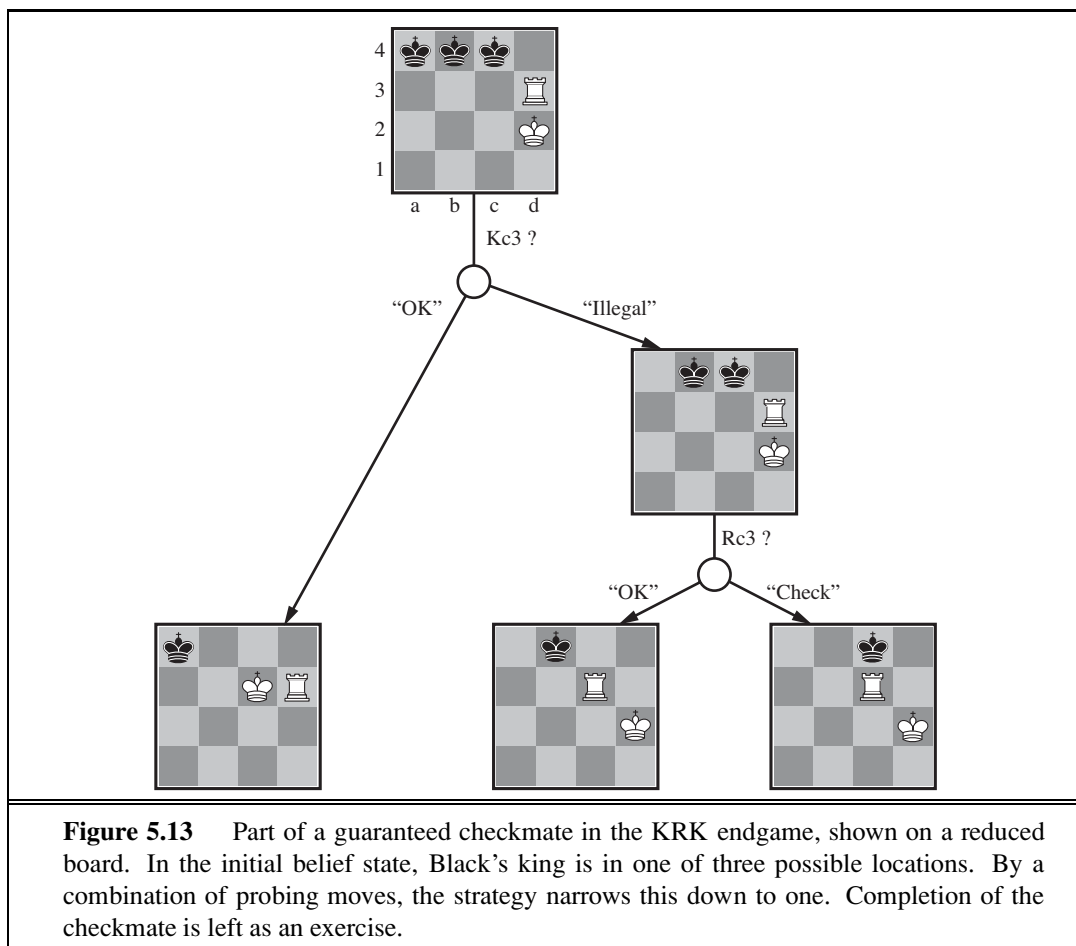 4
3
2
1
a b c d
Kc3 ?
“OK” “Illegal”
Rc3 ?
“OK” “Check”
Figure 5.13 Part of a guaranteed checkmate in the KRK endgame, shown on a reduced
board. In the initial belief state, Black’s king is in one of three possible locations. By a
combination of probing moves, the strategy narrows this down to one. Completion of the
checkmate is left as an exercise.